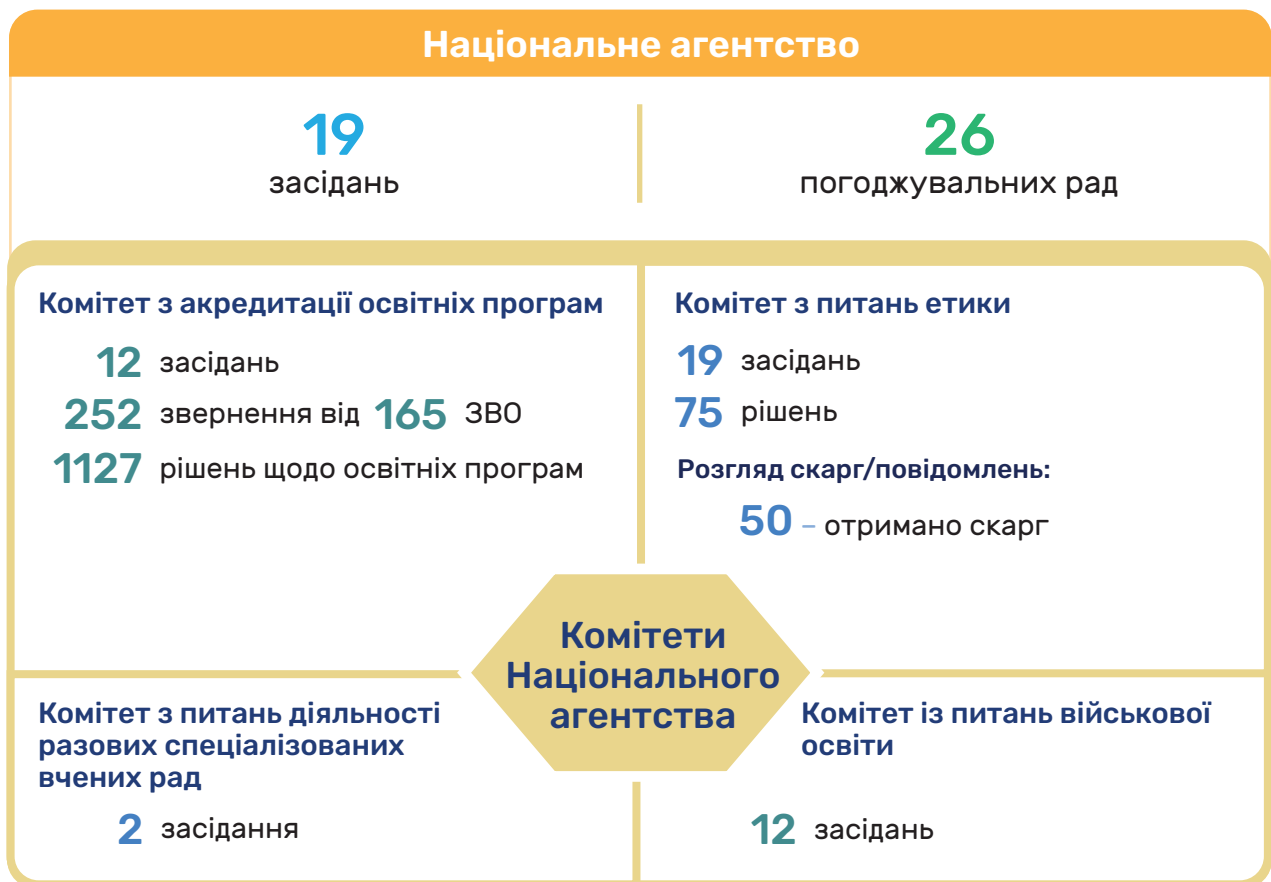 Національне агентство
19
засідань
26
погоджувальних рад
Комітет з акредитації освітніх програм
12 засідань
252 звернення від 165 ЗВО
1127 рішень щодо освітніх програм
Комітет з питань етики
19 засідань
75 рішень
Розгляд скарг/повідомлень:
50 – отримано скарг
Комітети
Національного
агентства
Комітет з питань діяльності
разових спеціалізованих
вчених рад
2 засідання
Комітет із питань військової
освіти
12 засідань